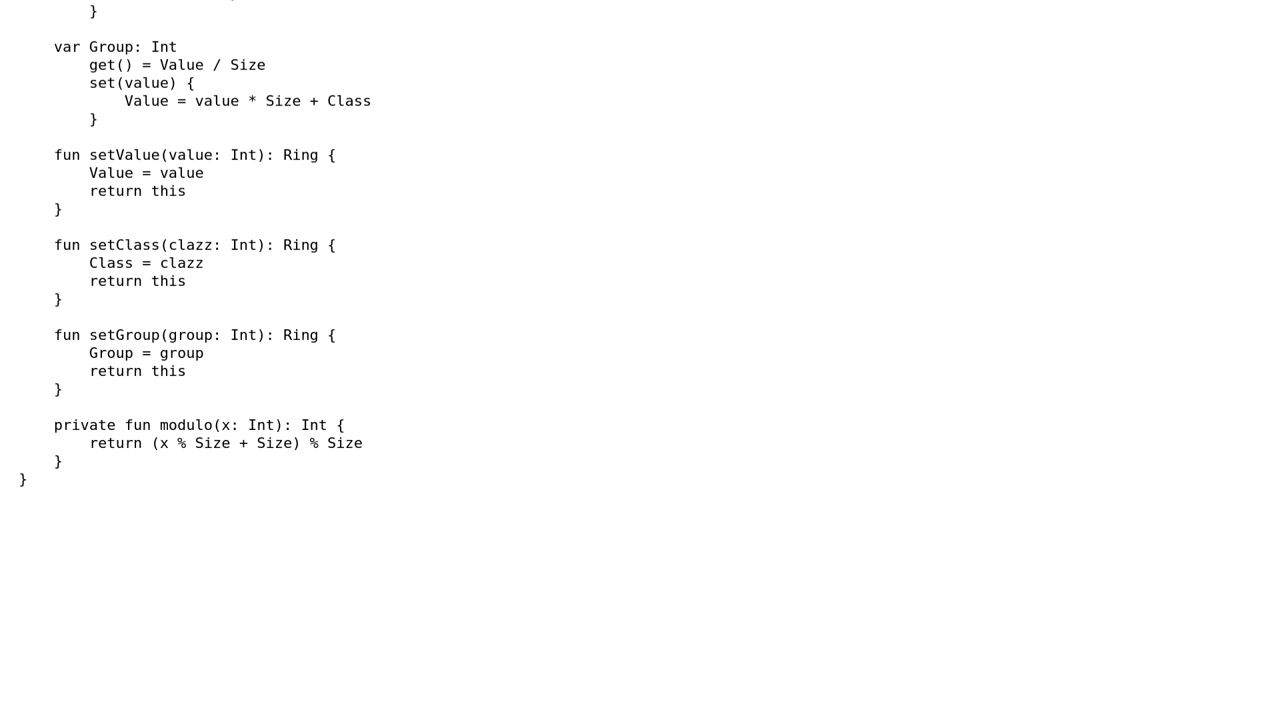 }

    var Group: Int
        get() = Value / Size
        set(value) {
            Value = value * Size + Class
        }

    fun setValue(value: Int): Ring {
        Value = value
        return this
    }

    fun setClass(clazz: Int): Ring {
        Class = clazz
        return this
    }

    fun setGroup(group: Int): Ring {
        Group = group
        return this
    }

    private fun modulo(x: Int): Int {
        return (x % Size + Size) % Size
    }
}